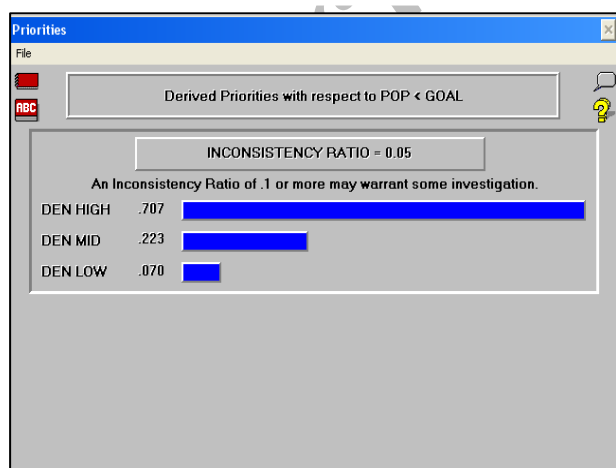 Priorities
File
ABC
Derived Priorities with respect to POP < GOAL
INCONSISTENCY RATIO = 0.05
An Inconsistency Ratio of .1 or more may warrant some investigation.
DEN HIGH .707
DEN MID .223
DEN LOW .070